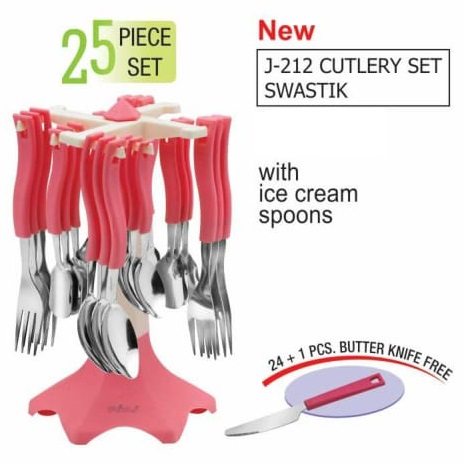 25 PIECE
SET
New
J-212 CUTLERY SET
SWASTIK
with
ice cream
spoons
24 + 1 PCS. BUTTER KNIFE FREE